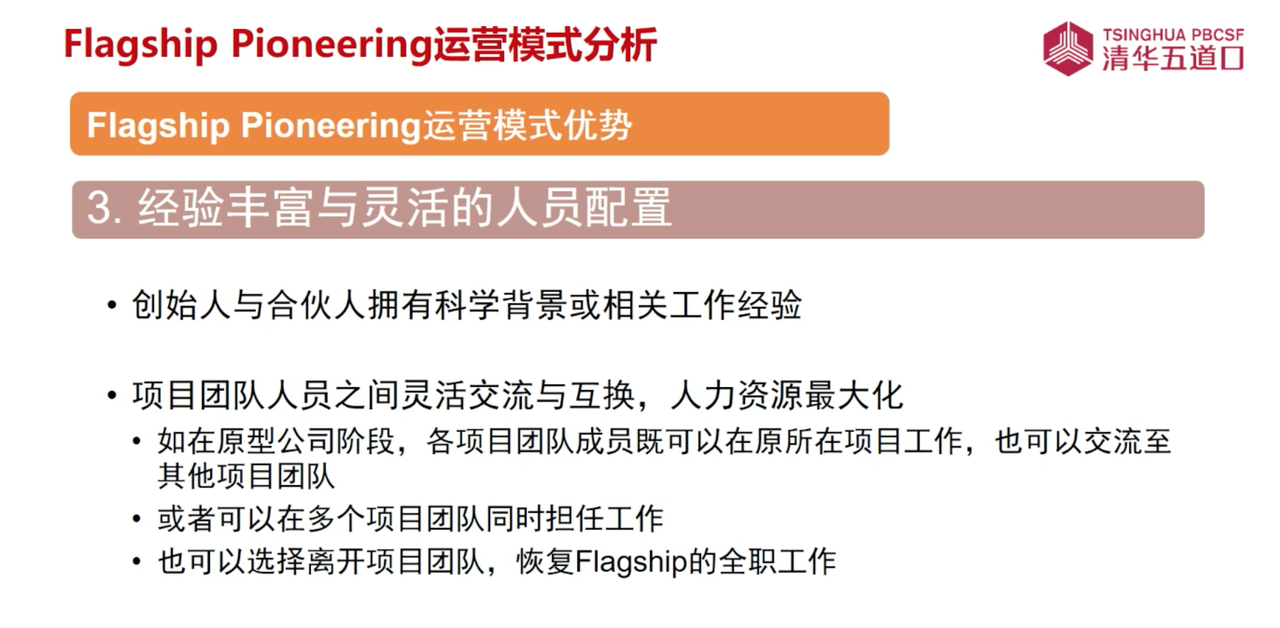 Flagship Pioneering运营模式分析
TSINGHUA PBCSF
清华五道口
Flagship Pioneering运营模式优势
3. 经验丰富与灵活的人员配置
• 创始人与合伙人拥有科学背景或相关工作经验
• 项目团队人员之间灵活交流与互换，人力资源最大化
• 如在原型公司阶段，各项目团队成员既可以在原所在项目工作，也可以交流至
其他项目团队
• 或者可以在多个项目团队同时担任工作
• 也可以选择离开项目团队，恢复Flagship的全职工作